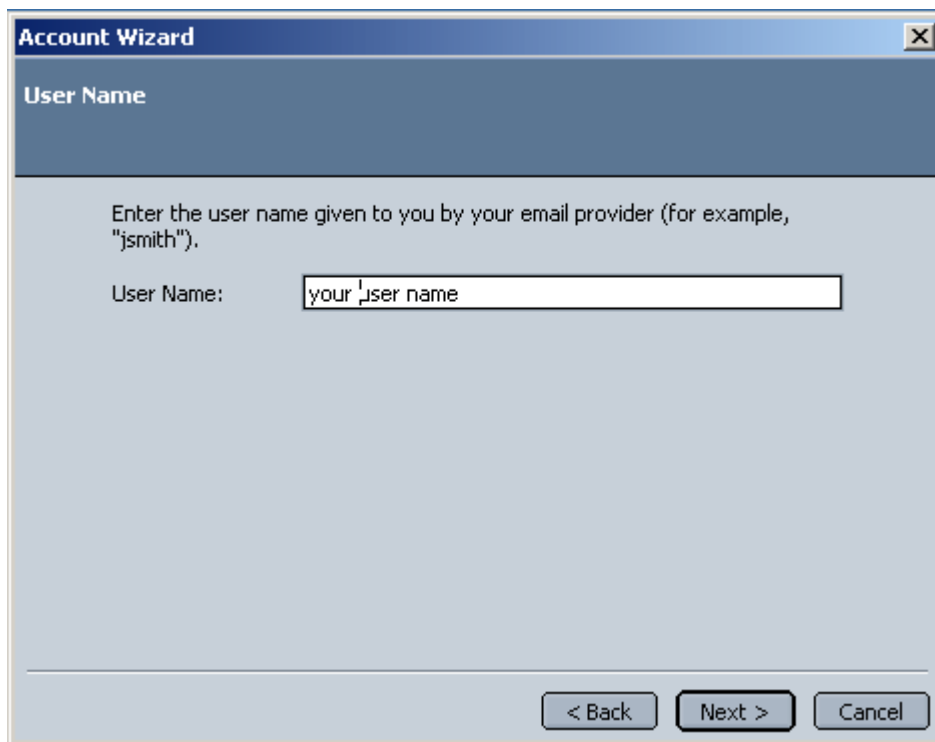 Account Wizard
User Name
Enter the user name given to you by your email provider (for example,
"jsmith").
User Name: your user name
< Back Next > Cancel